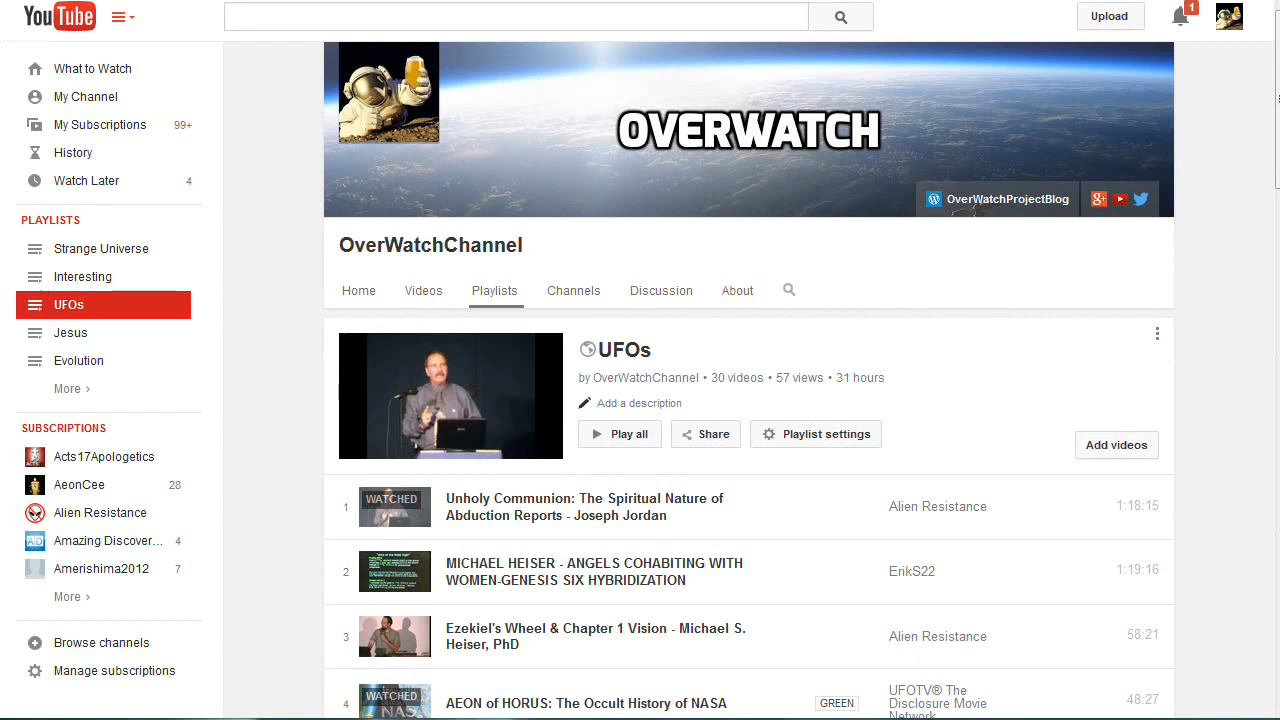 YouTube
Upload
1
What to Watch
My Channel
My Subscriptions 99+
History
Watch Later 4
PLAYLISTS
Strange Universe
Interesting
UFOs
Jesus
Evolution
More ›
SUBSCRIPTIONS
Acts17Apologetics
AeonCee 28
Alien Resistance
Amazing Discover... 4
Amerishima2012 7
More ›
Browse channels
Manage subscriptions
OVERWATCH
OverWatchProjectBlog
OverWatchChannel
Home Videos Playlists Channels Discussion About
UFOs
by OverWatchChannel • 30 videos • 57 views • 31 hours
Add a description
Play all Share Playlist settings
Add videos
1 WATCHED Unholy Communion: The Spiritual Nature of
Abduction Reports - Joseph Jordan
Alien Resistance 1:18:15
2 MICHAEL HEISER - ANGELS COHABITING WITH
WOMEN-GENESIS SIX HYBRIDIZATION
ErikS22 1:19:16
3 Ezekiel's Wheel & Chapter 1 Vision - Michael S.
Heiser, PhD
Alien Resistance 58:21
4 WATCHED NASA AEON of HORUS: The Occult History of NASA GREEN
UFOTV® The
Disclosure Movie
Network
48:27